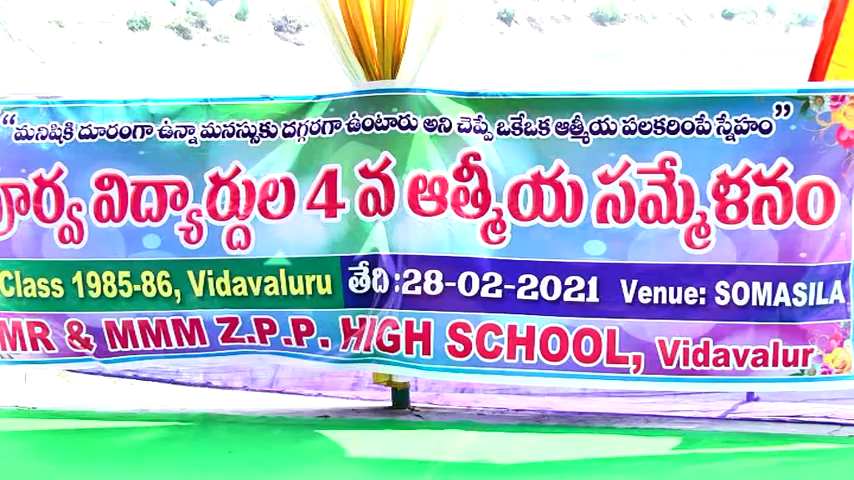 “మనిషికి దూరంగా ఉన్నా మనస్సుకు దగ్గరగా ఉంటారు అని చెప్పే ఒకేఒక ఆత్మీయ పలకరింపే స్నేహం”
పూర్వ విద్యార్దుల 4 వ ఆత్మీయ సమ్మేళనం
Class 1985-86, Vidavaluru తేది :28-02-2021 Venue: SOMASILA
MR & MMM Z.P.P. HIGH SCHOOL, Vidavalur